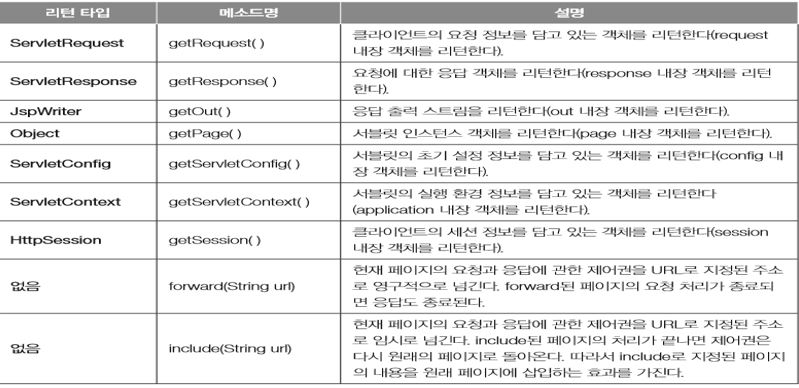 리턴 타입 메소드명 설명
ServletRequest getRequest( ) 클라이언트의 요청 정보를 담고 있는 객체를 리턴한다(request
내장 객체를 리턴한다).
ServletResponse getResponse( ) 요청에 대한 응답 객체를 리턴한다(response 내장 객체를 리턴
한다).
JspWriter getOut( ) 응답 출력 스트림을 리턴한다(out 내장 객체를 리턴한다).
Object getPage( ) 서블릿 인스턴스 객체를 리턴한다(page 내장 객체를 리턴한다).
ServletConfig getServletConfig( ) 서블릿의 초기 설정 정보를 담고 있는 객체를 리턴한다(config 내
장 객체를 리턴한다).
ServletContext getServletContext( ) 서블릿의 실행 환경 정보를 담고 있는 객체를 리턴한다
(application 내장 객체를 리턴한다).
HttpSession getSession( ) 클라이언트의 세션 정보를 담고 있는 객체를 리턴한다(session
내장 객체를 리턴한다).
없음 forward(String url) 현재 페이지의 요청과 응답에 관한 제어권을 URL로 지정된 주소
로 영구적으로 넘긴다. forward된 페이지의 요청 처리가 종료되
면 응답도 종료된다.
없음 include(String url) 현재 페이지의 요청과 응답에 관한 제어권을 URL로 지정된 주소
로 임시로 넘긴다. include된 페이지의 처리가 끝나면 제어권은
다시 원래의 페이지로 돌아온다. 따라서 include로 지정된 페이지
의 내용을 원래 페이지에 삽입하는 효과를 가진다.